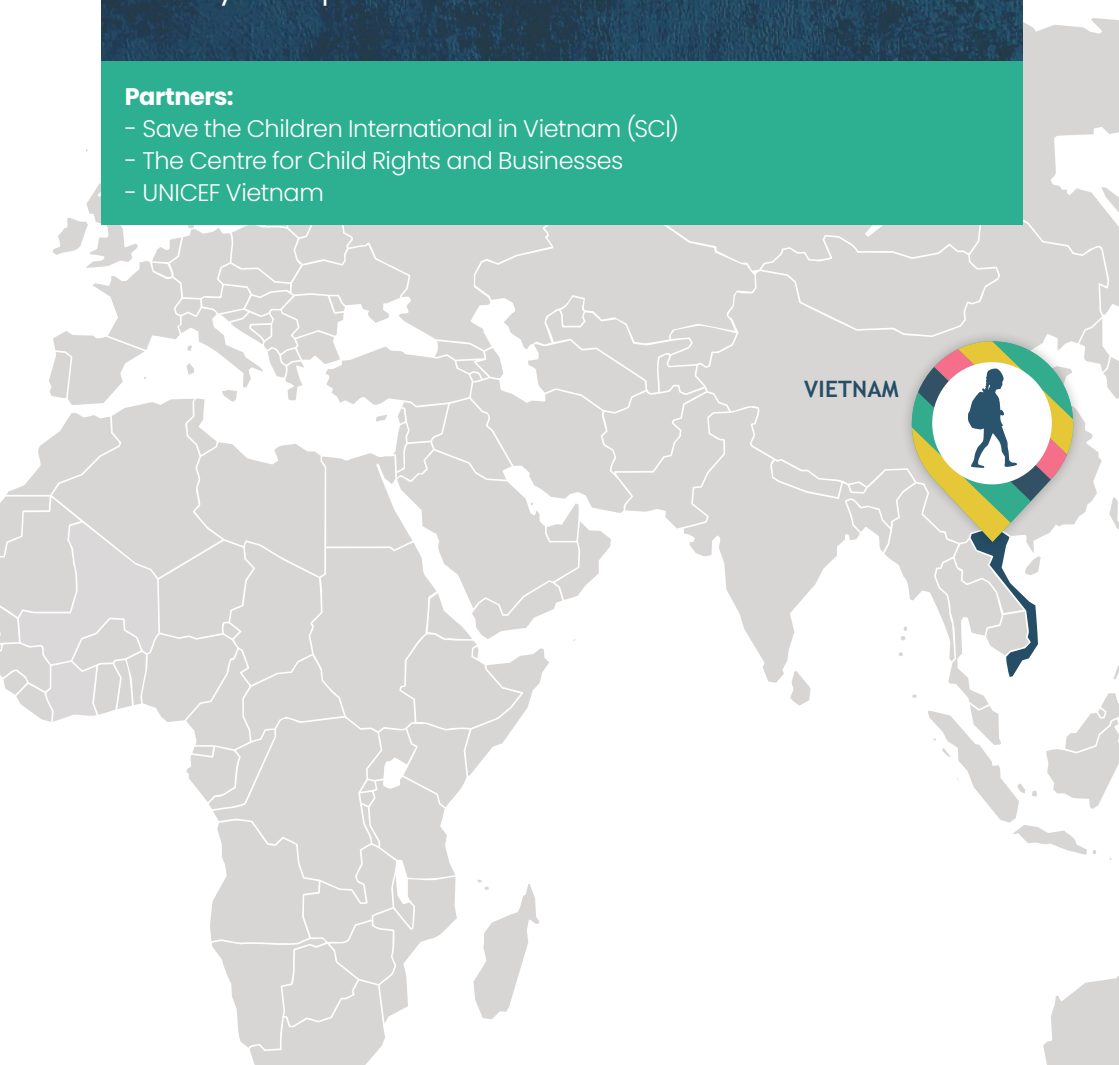 Partners:
- Save the Children International in Vietnam (SCI)
- The Centre for Child Rights and Businesses
- UNICEF Vietnam
VIETNAM